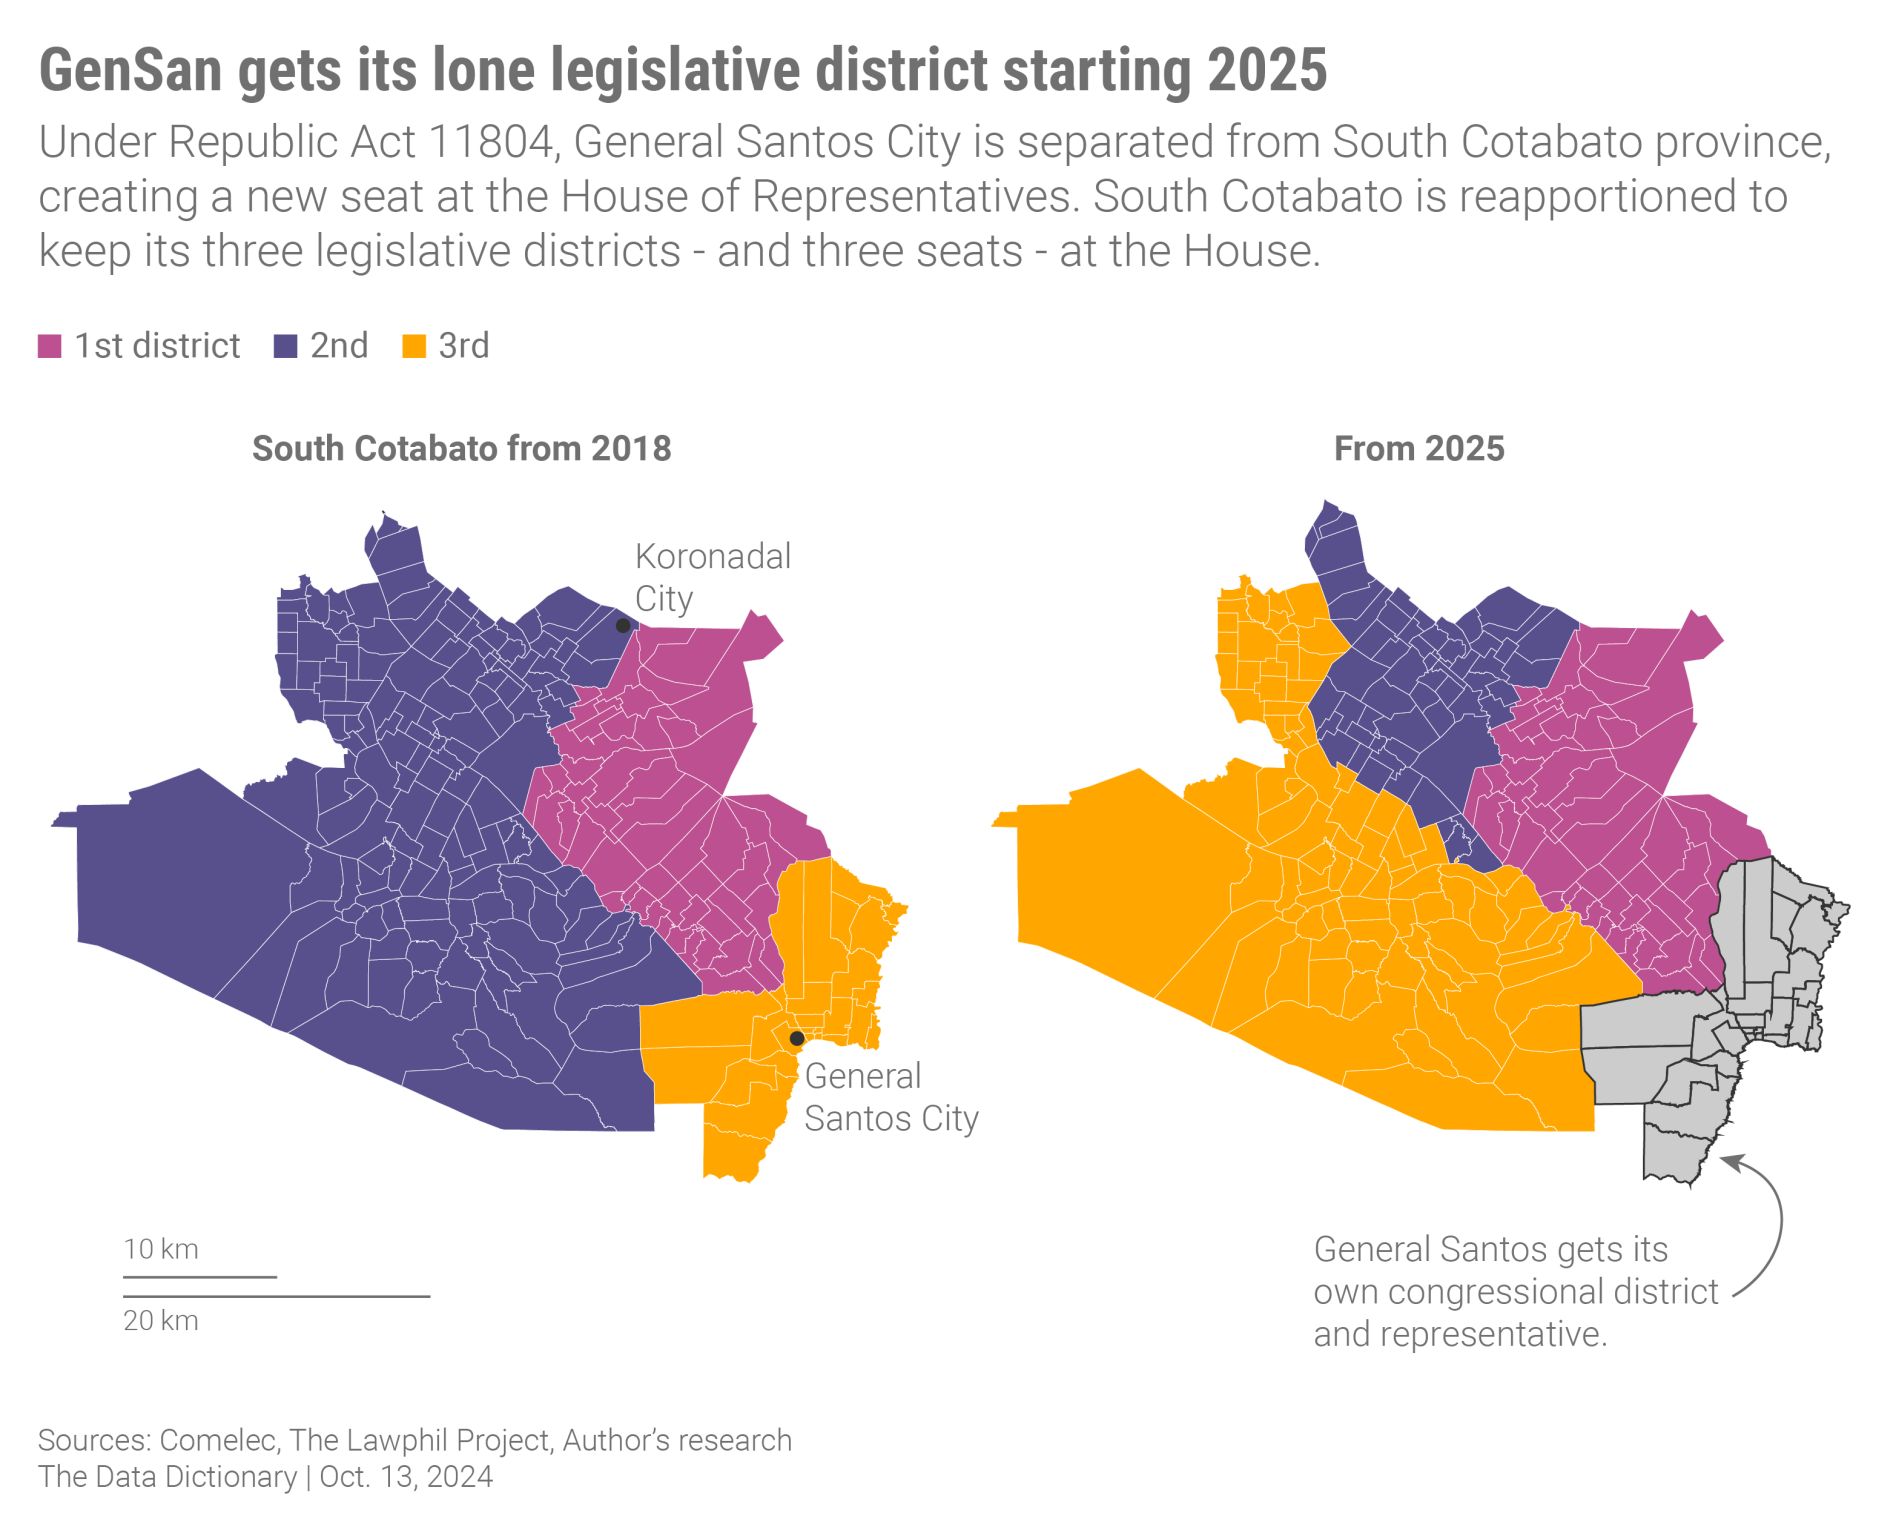 GenSan gets its lone legislative district starting 2025
Under Republic Act 11804, General Santos City is separated from South Cotabato province,
creating a new seat at the House of Representatives. South Cotabato is reapportioned to
keep its three legislative districts - and three seats - at the House.
1st district 2nd 3rd
South Cotabato from 2018
Koronadal
City
General
Santos City
10 km
20 km
From 2025
General Santos gets its
own congressional district
and representative.
Sources: Comelec, The Lawphil Project, Author’s research
The Data Dictionary | Oct. 13, 2024